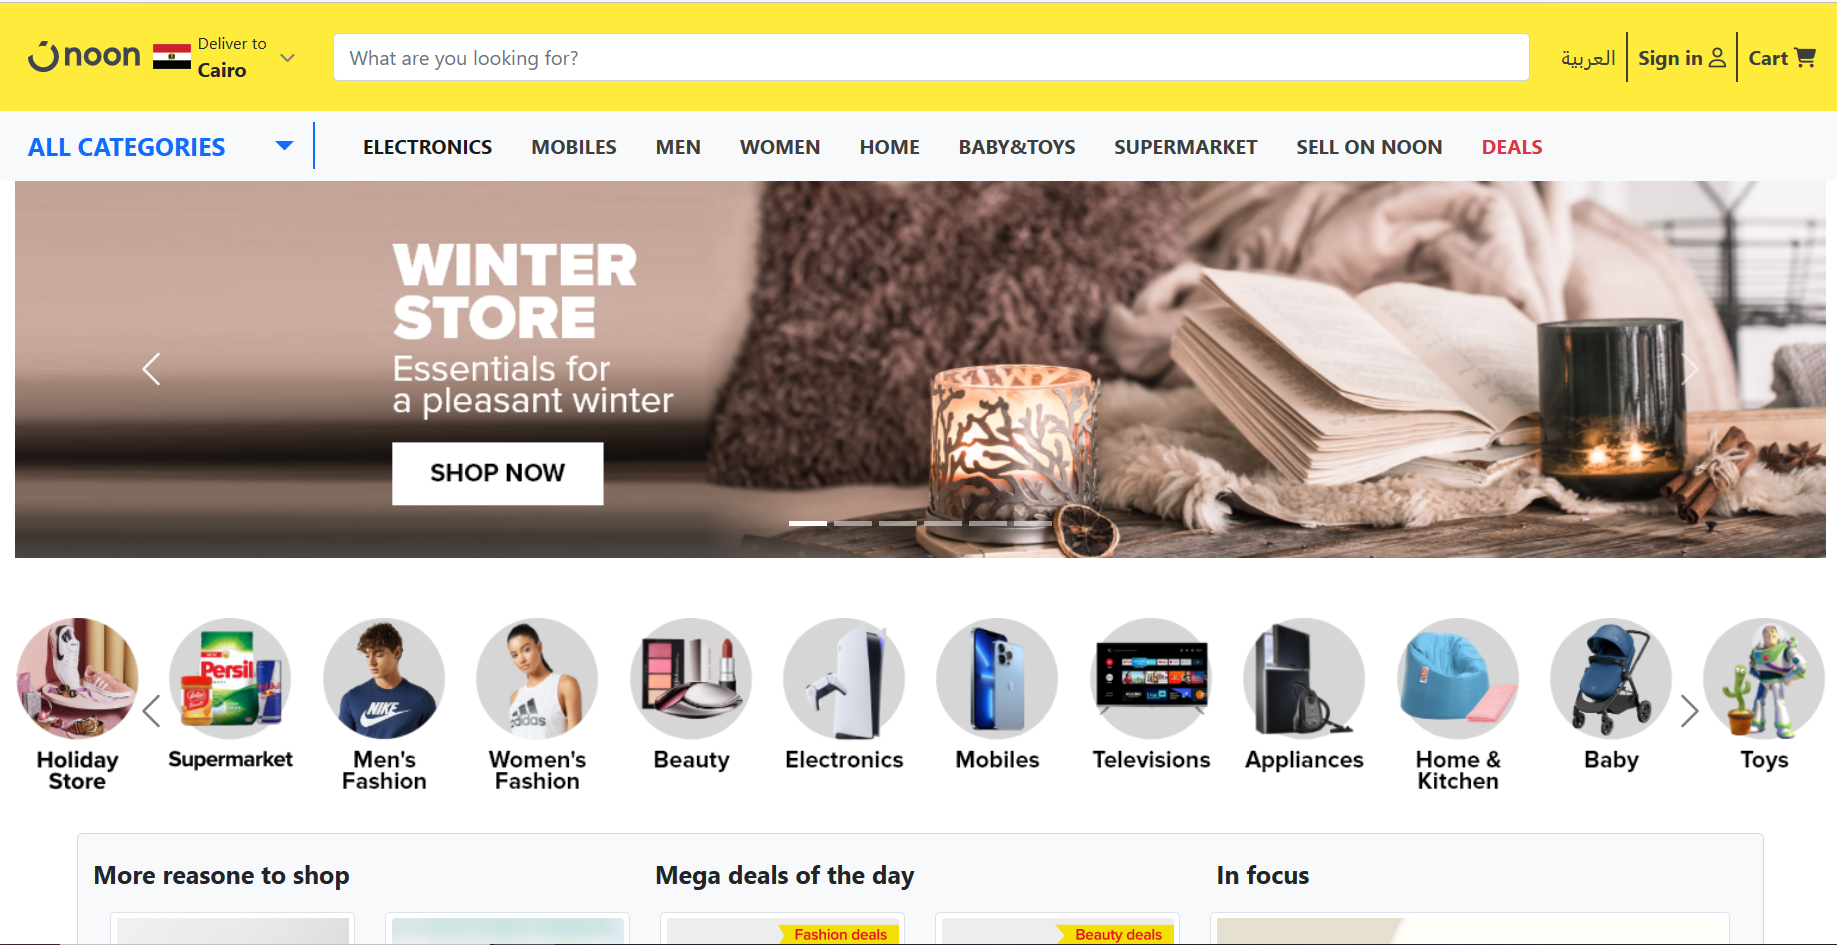 noon
Deliver to
Cairo
What are you looking for?
العربية
Sign in
Cart
ALL CATEGORIES
ELECTRONICS
MOBILES
MEN
WOMEN
HOME
BABY&TOYS
SUPERMARKET
SELL ON NOON
DEALS
WINTER
STORE
Essentials for
a pleasant winter
SHOP NOW
Persil
NIKE
adidas
Holiday
Store
Supermarket
Men's
Fashion
Women's
Fashion
Beauty
Electronics
Mobiles
Televisions
Appliances
Home &
Kitchen
Baby
Toys
More reasone to shop
Mega deals of the day
In focus
Fashion deals
Beauty deals